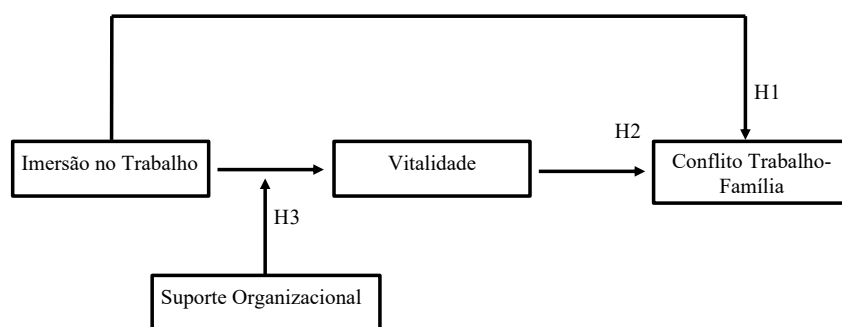 H1
H2
Imersão no Trabalho
Vitalidade
Conflito Trabalho-
Família
H3
Suporte Organizacional